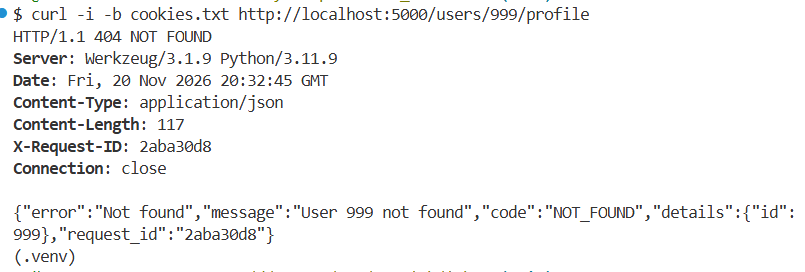 $ curl -i -b cookies.txt http://localhost:5000/users/999/profile
HTTP/1.1 404 NOT FOUND
Server: Werkzeug/3.1.9 Python/3.11.9
Date: Fri, 20 Nov 2026 20:32:45 GMT
Content-Type: application/json
Content-Length: 117
X-Request-ID: 2aba30d8
Connection: close

{"error":"Not found","message":"User 999 not found","code":"NOT_FOUND","details":{"id":
999},"request_id":"2aba30d8"}
(.venv)